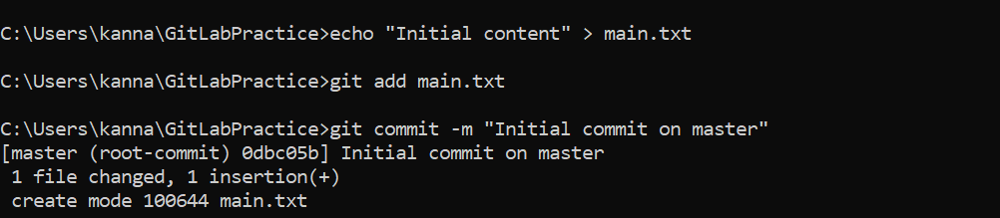 C:\Users\kanna\GitLabPractice>echo "Initial content" > main.txt
C:\Users\kanna\GitLabPractice>git add main.txt
C:\Users\kanna\GitLabPractice>git commit -m "Initial commit on master"
[master (root-commit) 0dbc05b] Initial commit on master
 1 file changed, 1 insertion(+)
 create mode 100644 main.txt